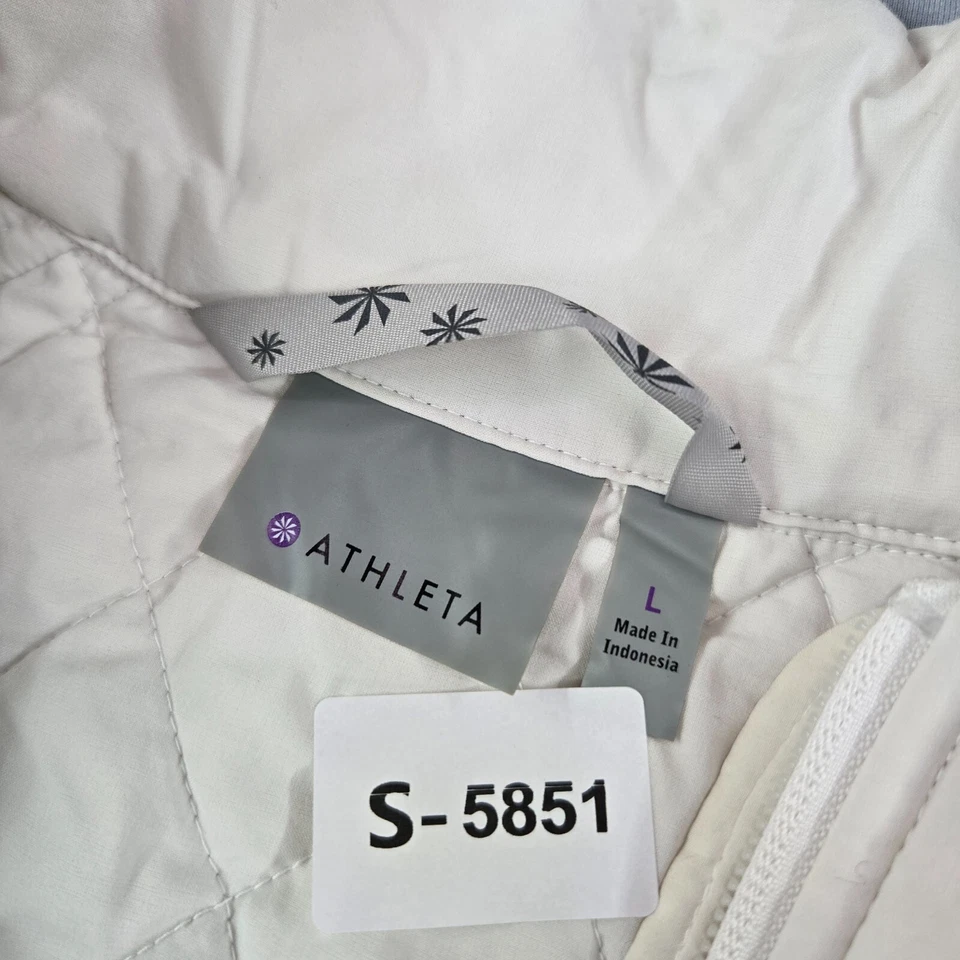 ATHLETA
L
Made In
Indonesia
S-5851